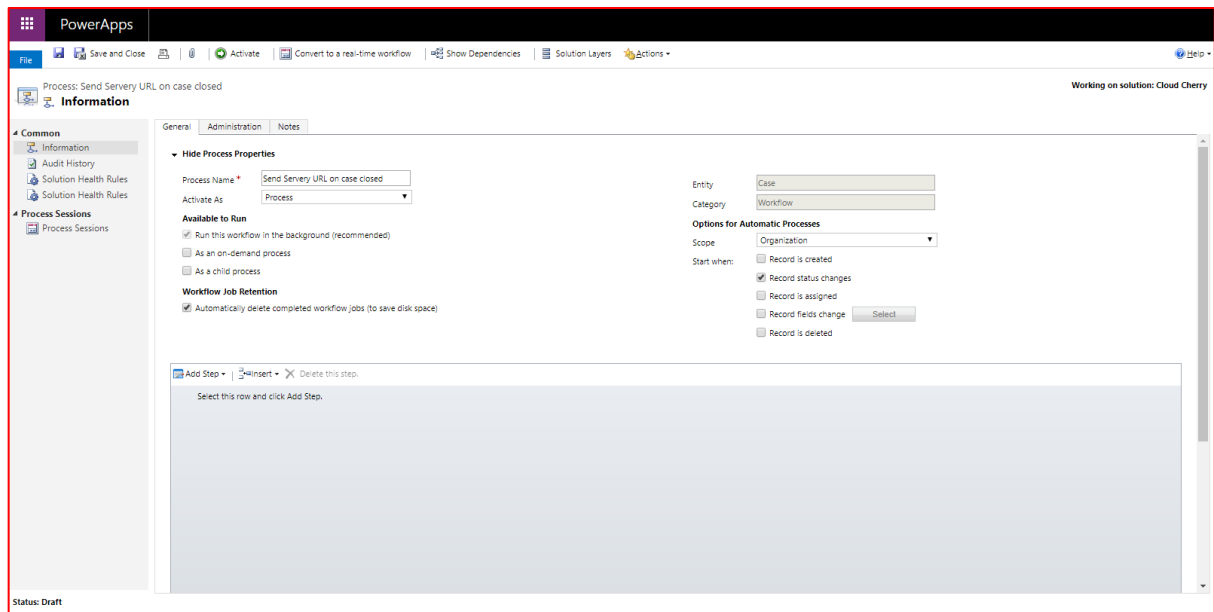 PowerApps
File
Save and Close
Activate
Convert to a real-time workflow
Show Dependencies
Solution Layers
Actions
Help
Process: Send Servery URL on case closed
Information
Working on solution: Cloud Cherry
Common
Information
Audit History
Solution Health Rules
Solution Health Rules
Process Sessions
Process Sessions
General
Administration
Notes
Hide Process Properties
Process Name *
Send Servery URL on case closed
Activate As
Process
Available to Run
Run this workflow in the background (recommended)
As an on-demand process
As a child process
Workflow Job Retention
Automatically delete completed workflow jobs (to save disk space)
Entity
Case
Category
Workflow
Options for Automatic Processes
Scope
Organization
Start when:
Record is created
Record status changes
Record is assigned
Record fields change
Select
Record is deleted
Add Step
Insert
Delete this step.
Select this row and click Add Step.
Status: Draft